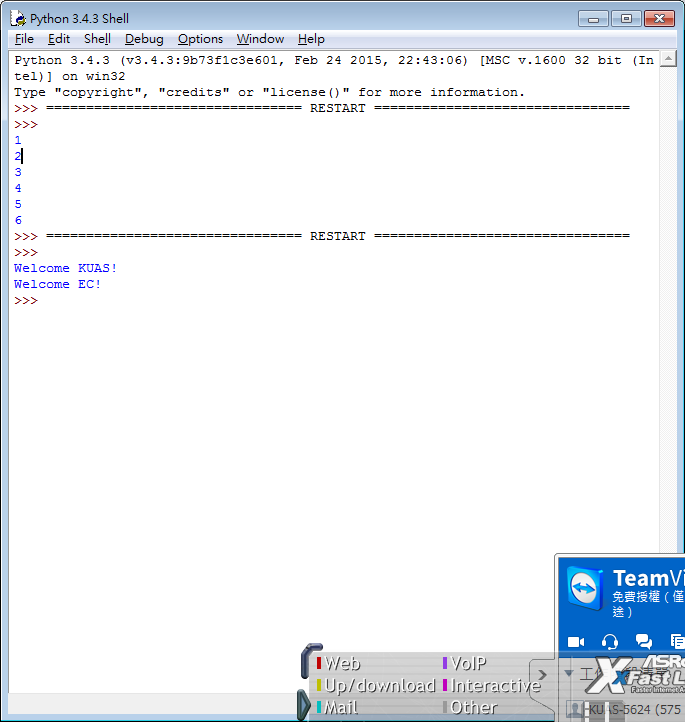 Python 3.4.3 Shell
File Edit Shell Debug Options Window Help
Python 3.4.3 (v3.4.3:9b73f1c3e601, Feb 24 2015, 22:43:06) [MSC v.1600 32 bit (In
tel)] on win32
Type "copyright", "credits" or "license()" for more information.
>>> ================================ RESTART ================================
>>>
1
2
3
4
5
6
>>> ================================ RESTART ================================
>>>
Welcome KUAS!
Welcome EC!
>>>
TeamVi
免費授權（僅
途）
Web VoIP
Up/download Interactive
Mail Other
ASRo
XFast L
Faster Internet A
KUAS-5624 (575